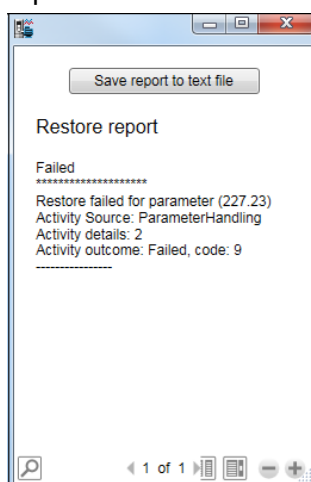 Save report to text file
Restore report
Failed
********************
Restore failed for parameter (227.23)
Activity Source: ParameterHandling
Activity details: 2
Activity outcome: Failed, code: 9
----------------
1 of 1